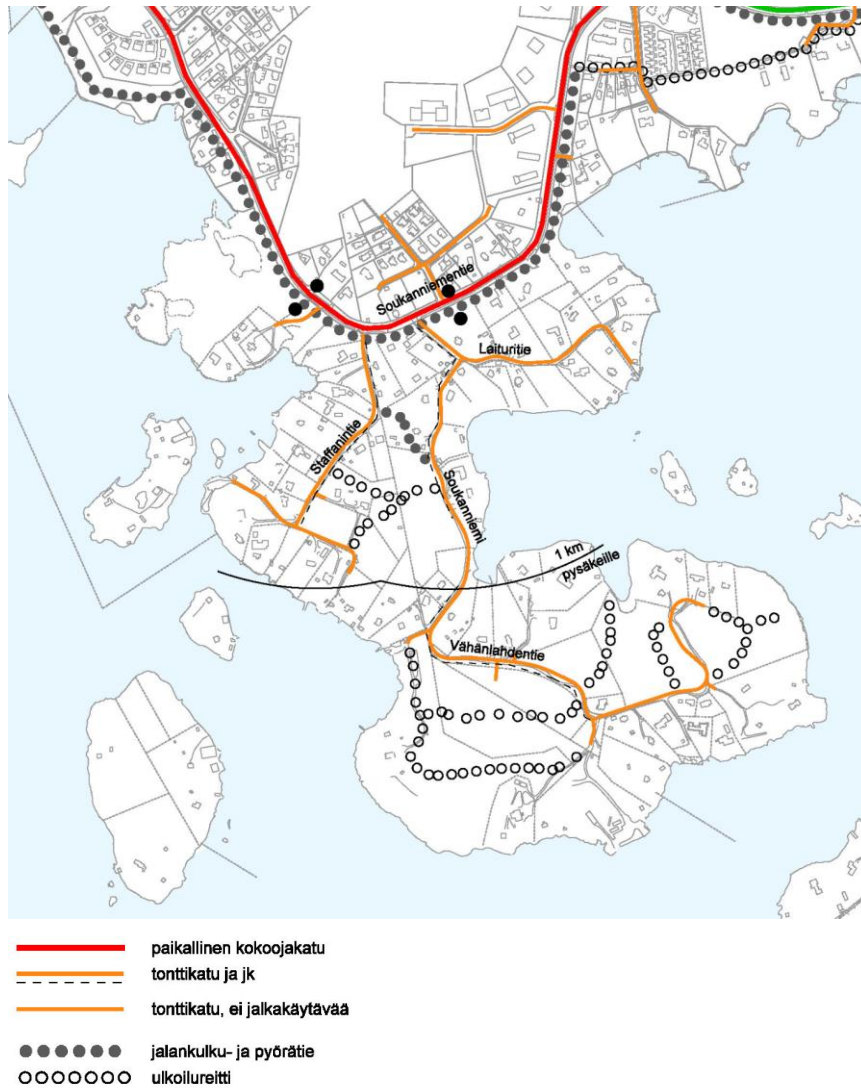 Soukanniementie
Laituritie
Staffanintie
Soukanniemi
1 km
pysäkeille
Vähänlahdentie
paikallinen kokoojakatu
tonttikatu ja jk
tonttikatu, ei jalkakäytävää
jalankulku- ja pyörätie
ulkoilureitti